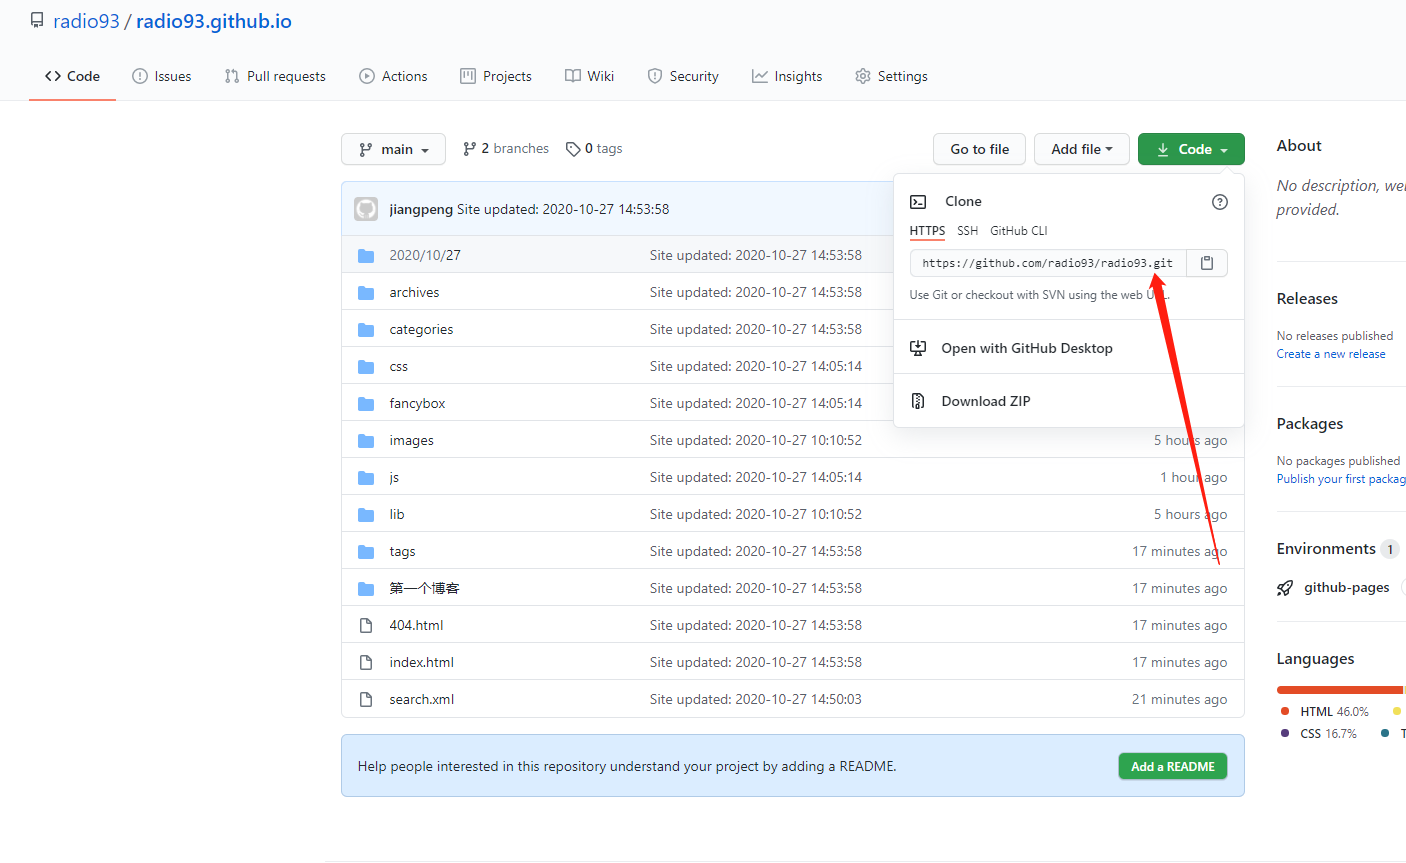 radio93 / radio93.github.io
Code Issues Pull requests Actions Projects Wiki Security Insights Settings
main 2 branches 0 tags Go to file Add file Code
jiangpeng Site updated: 2020-10-27 14:53:58
2020/10/27 Site updated: 2020-10-27 14:53:58
archives Site updated: 2020-10-27 14:53:58
categories Site updated: 2020-10-27 14:53:58
css Site updated: 2020-10-27 14:05:14
fancybox Site updated: 2020-10-27 14:05:14
images Site updated: 2020-10-27 10:10:52 5 hours ago
js Site updated: 2020-10-27 14:05:14 1 hour ago
lib Site updated: 2020-10-27 10:10:52 5 hours ago
tags Site updated: 2020-10-27 14:53:58 17 minutes ago
第一个博客 Site updated: 2020-10-27 14:53:58 17 minutes ago
404.html Site updated: 2020-10-27 14:53:58 17 minutes ago
index.html Site updated: 2020-10-27 14:53:58 17 minutes ago
search.xml Site updated: 2020-10-27 14:50:03 21 minutes ago
Clone
HTTPS SSH GitHub CLI
https://github.com/radio93/radio93.git
Use Git or checkout with SVN using the web URL.
Open with GitHub Desktop
Download ZIP
Help people interested in this repository understand your project by adding a README. Add a README
About
No description, we
provided.
Releases
No releases published
Create a new release
Packages
No packages published
Publish your first packag
Environments 1
github-pages
Languages
HTML 46.0%
CSS 16.7% T